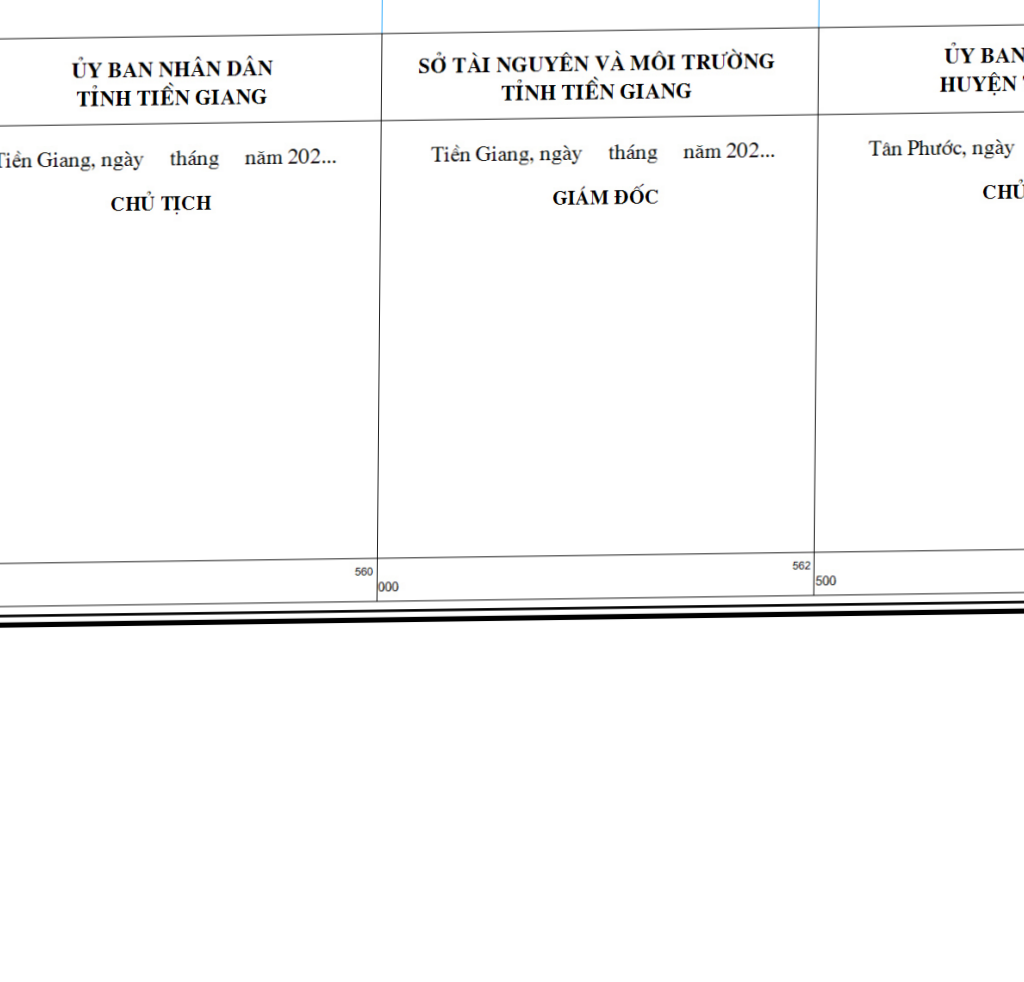 ỦY BAN NHÂN DÂN
TỈNH TIỀN GIANG
Tiền Giang, ngày tháng năm 202...
CHỦ TỊCH
SỞ TÀI NGUYÊN VÀ MÔI TRƯỜNG
TỈNH TIỀN GIANG
Tiền Giang, ngày tháng năm 202...
GIÁM ĐỐC
ỦY BAN
HUYỆN
Tân Phước, ngày
CHỦ
560
000
562
500